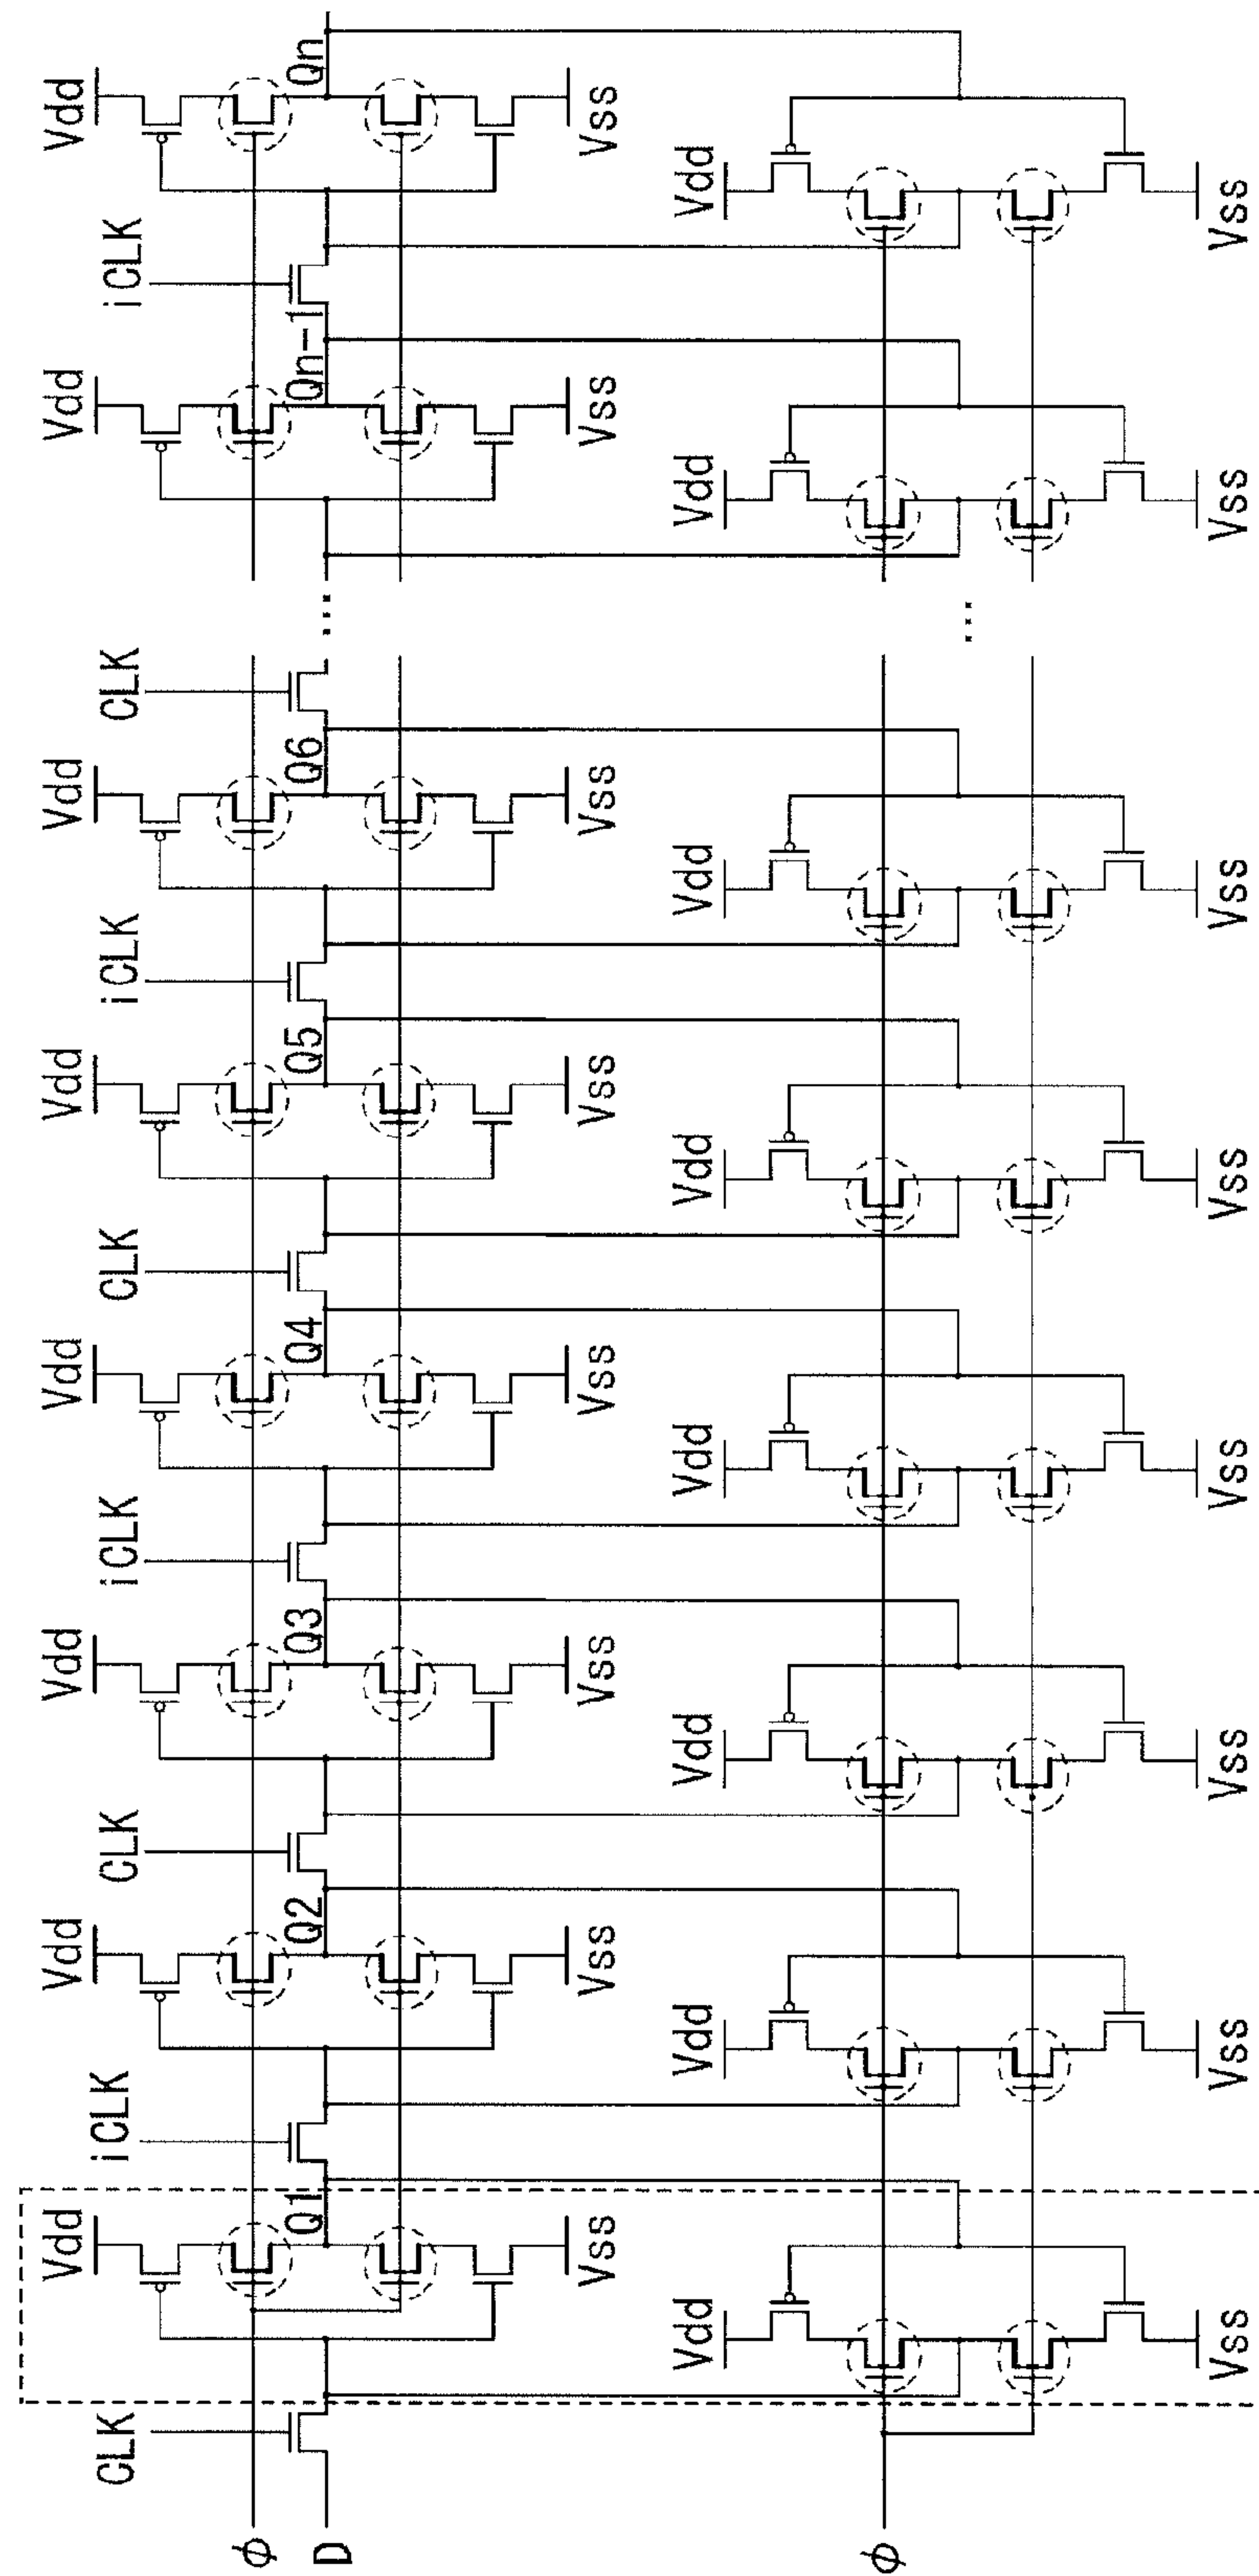 Vdd Vdd Vdd Vdd Vdd Vdd Vdd Vdd
CLK iCLK CLK iCLK CLK iCLK CLK iCLK
ϕ
Q1 Q2 Q3 Q4 Q5 Q6 Qn-1 Qn
D ...
Vss Vss Vss Vss Vss Vss Vss Vss
Vdd Vdd Vdd Vdd Vdd Vdd Vdd Vdd
ϕ
...
Vss Vss Vss Vss Vss Vss Vss Vss